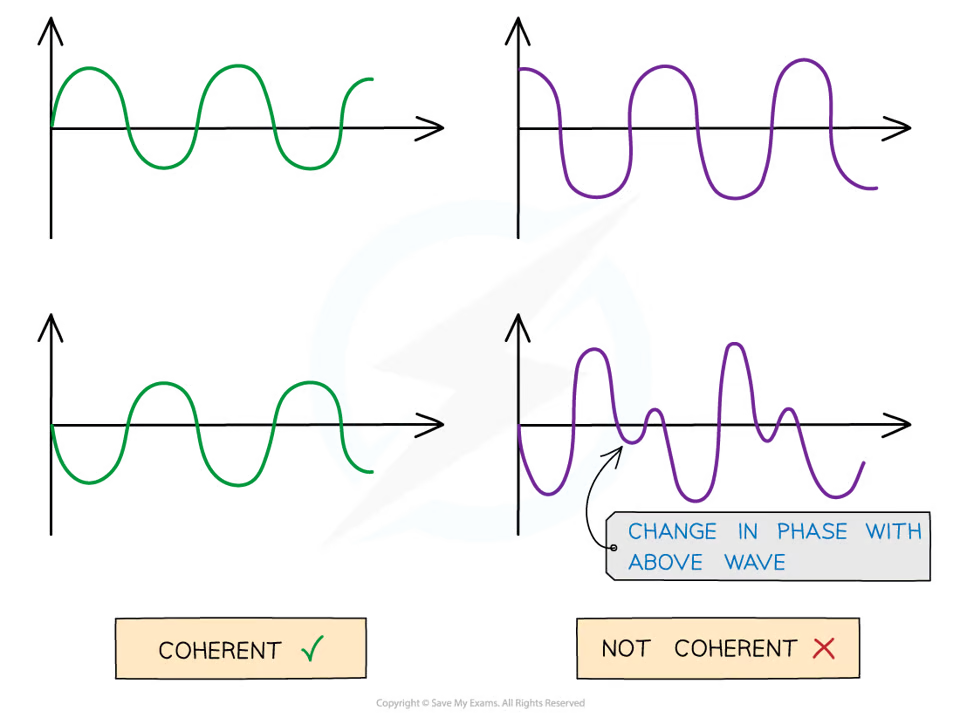 CHANGE IN PHASE WITH
ABOVE WAVE
COHERENT ✓
NOT COHERENT ✗
Copyright © Save My Exams. All Rights Reserved